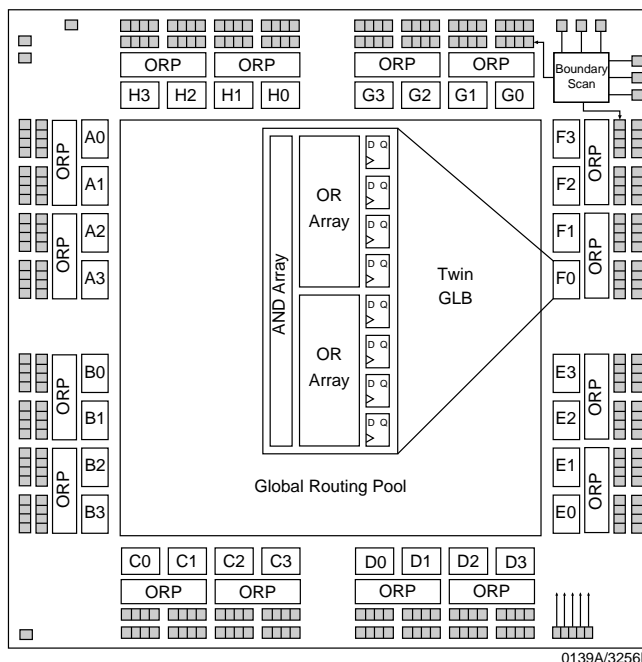 ORP ORP ORP ORP
H3 H2 H1 H0 G3 G2 G1 G0
Boundary
Scan
ORP
A0
A1
ORP
A2
A3
ORP
B0
B1
ORP
B2
B3
AND Array
OR
Array
OR
Array
D Q
D Q
D Q
D Q
D Q
D Q
D Q
D Q
Twin
GLB
Global Routing Pool
F3
F2
ORP
F1
F0
ORP
E3
E2
ORP
E1
E0
ORP
C0 C1 C2 C3 D0 D1 D2 D3
ORP ORP ORP ORP